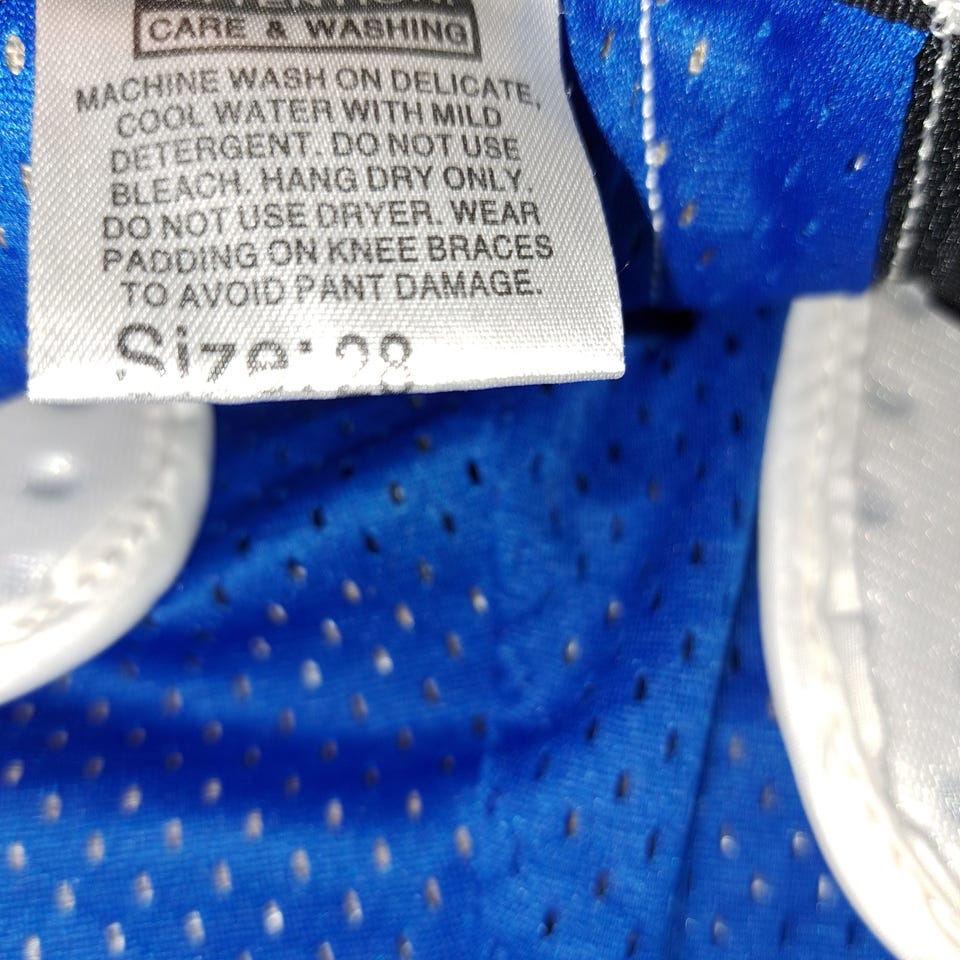 CARE & WASHING
MACHINE WASH ON DELICATE,
COOL WATER WITH MILD
DETERGENT. DO NOT USE
BLEACH. HANG DRY ONLY.
DO NOT USE DRYER. WEAR
PADDING ON KNEE BRACES
TO AVOID PANT DAMAGE.
Size: 28